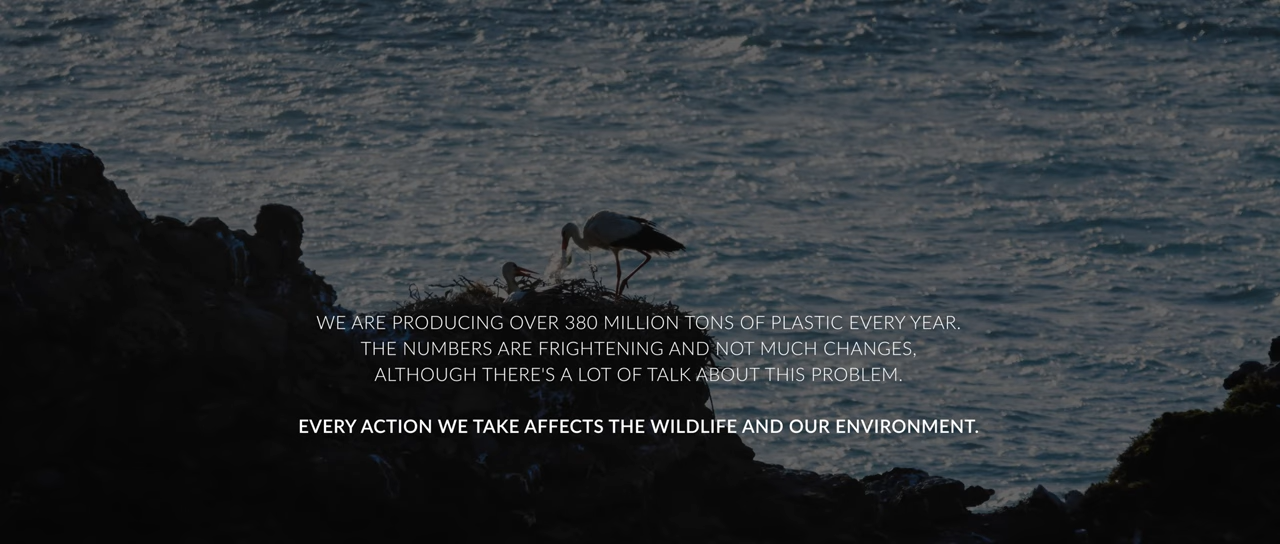 WE ARE PRODUCING OVER 380 MILLION TONS OF PLASTIC EVERY YEAR.
THE NUMBERS ARE FRIGHTENING AND NOT MUCH CHANGES,
ALTHOUGH THERE'S A LOT OF TALK ABOUT THIS PROBLEM.
EVERY ACTION WE TAKE AFFECTS THE WILDLIFE AND OUR ENVIRONMENT.